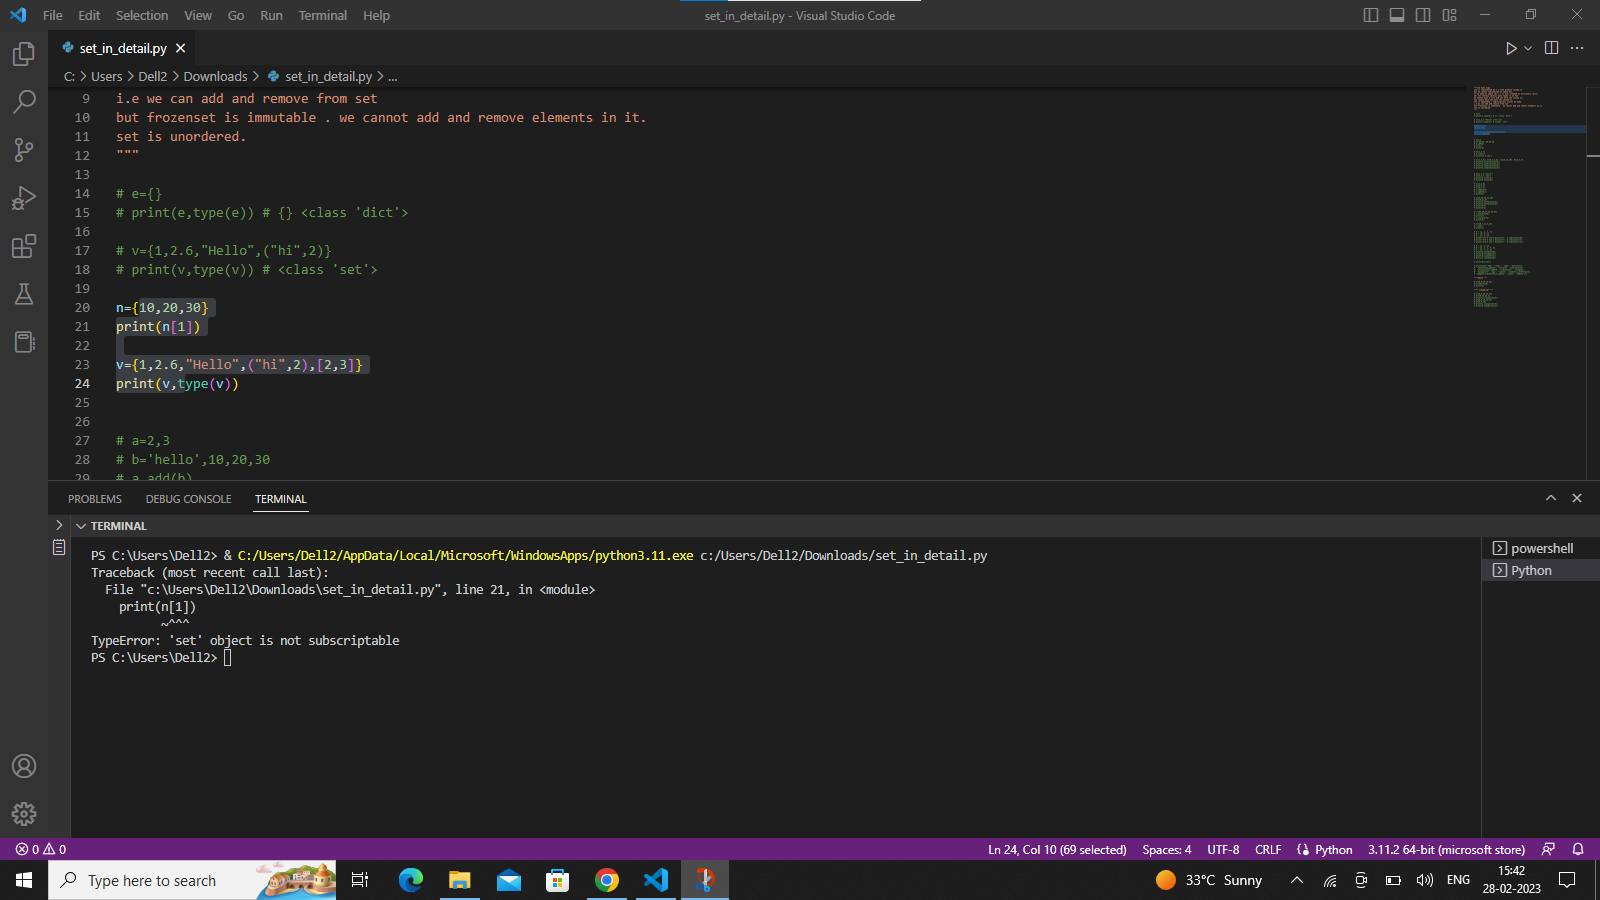 File Edit Selection View Go Run Terminal Help
set_in_detail.py - Visual Studio Code
set_in_detail.py
C: > Users > Dell2 > Downloads > set_in_detail.py > ...
9 i.e we can add and remove from set
10 but frozenset is immutable . we cannot add and remove elements in it.
11 set is unordered.
12 """
13
14 # e={}
15 # print(e,type(e)) # {} <class 'dict'>
16
17 # v={1,2.6,"Hello",("hi",2)}
18 # print(v,type(v)) # <class 'set'>
19
20 n={10,20,30}
21 print(n[1])
22
23 v={1,2.6,"Hello",("hi",2),[2,3]}
24 print(v,type(v))
25
26
27 # a=2,3
28 # b='hello',10,20,30
29 # a.add(b)
PROBLEMS DEBUG CONSOLE TERMINAL
TERMINAL
PS C:\Users\Dell2> & C:/Users/Dell2/AppData/Local/Microsoft/WindowsApps/python3.11.exe c:/Users/Dell2/Downloads/set_in_detail.py
Traceback (most recent call last):
File "c:\Users\Dell2\Downloads\set_in_detail.py", line 21, in <module>
print(n[1])
~^^^
TypeError: 'set' object is not subscriptable
PS C:\Users\Dell2>
powershell
Python
0 0
Ln 24, Col 10 (69 selected) Spaces: 4 UTF-8 CRLF Python 3.11.2 64-bit (microsoft store)
Type here to search
33°C Sunny
ENG
15:42
28-02-2023